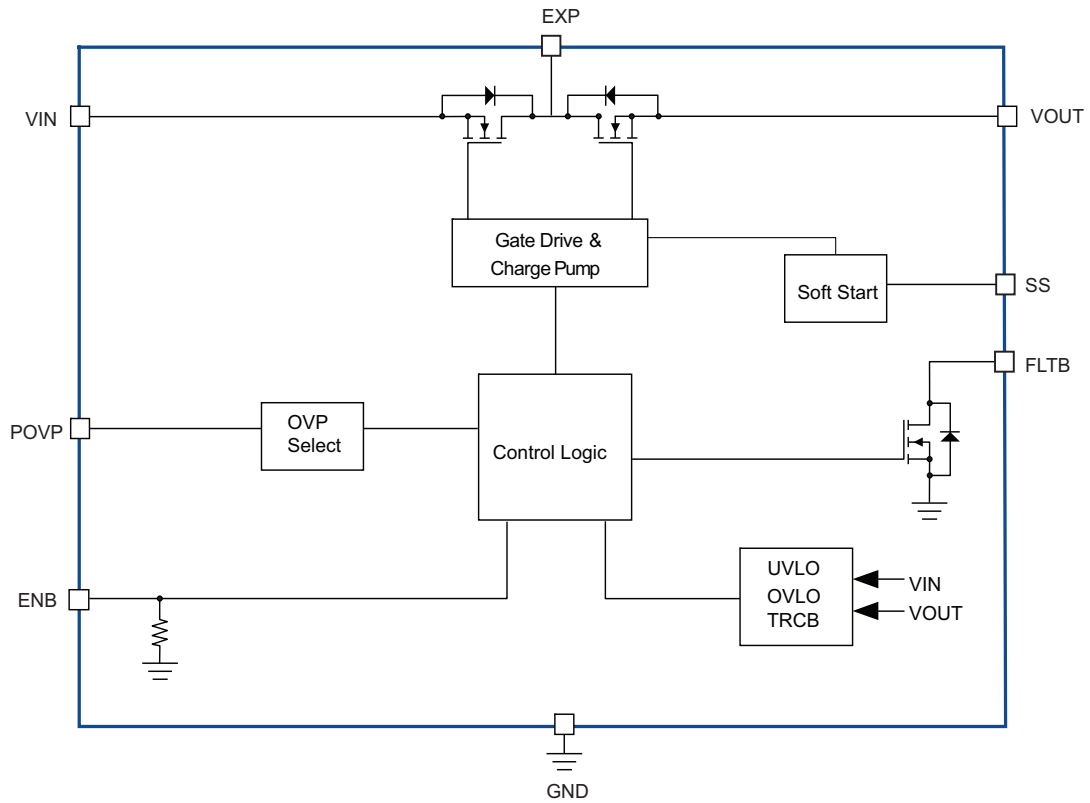 EXP
VIN
VOUT
Gate Drive &
Charge Pump
Soft Start
SS
FLTB
POVP
OVP
Select
Control Logic
ENB
UVLO
OVLO
TRCB
VIN
VOUT
GND